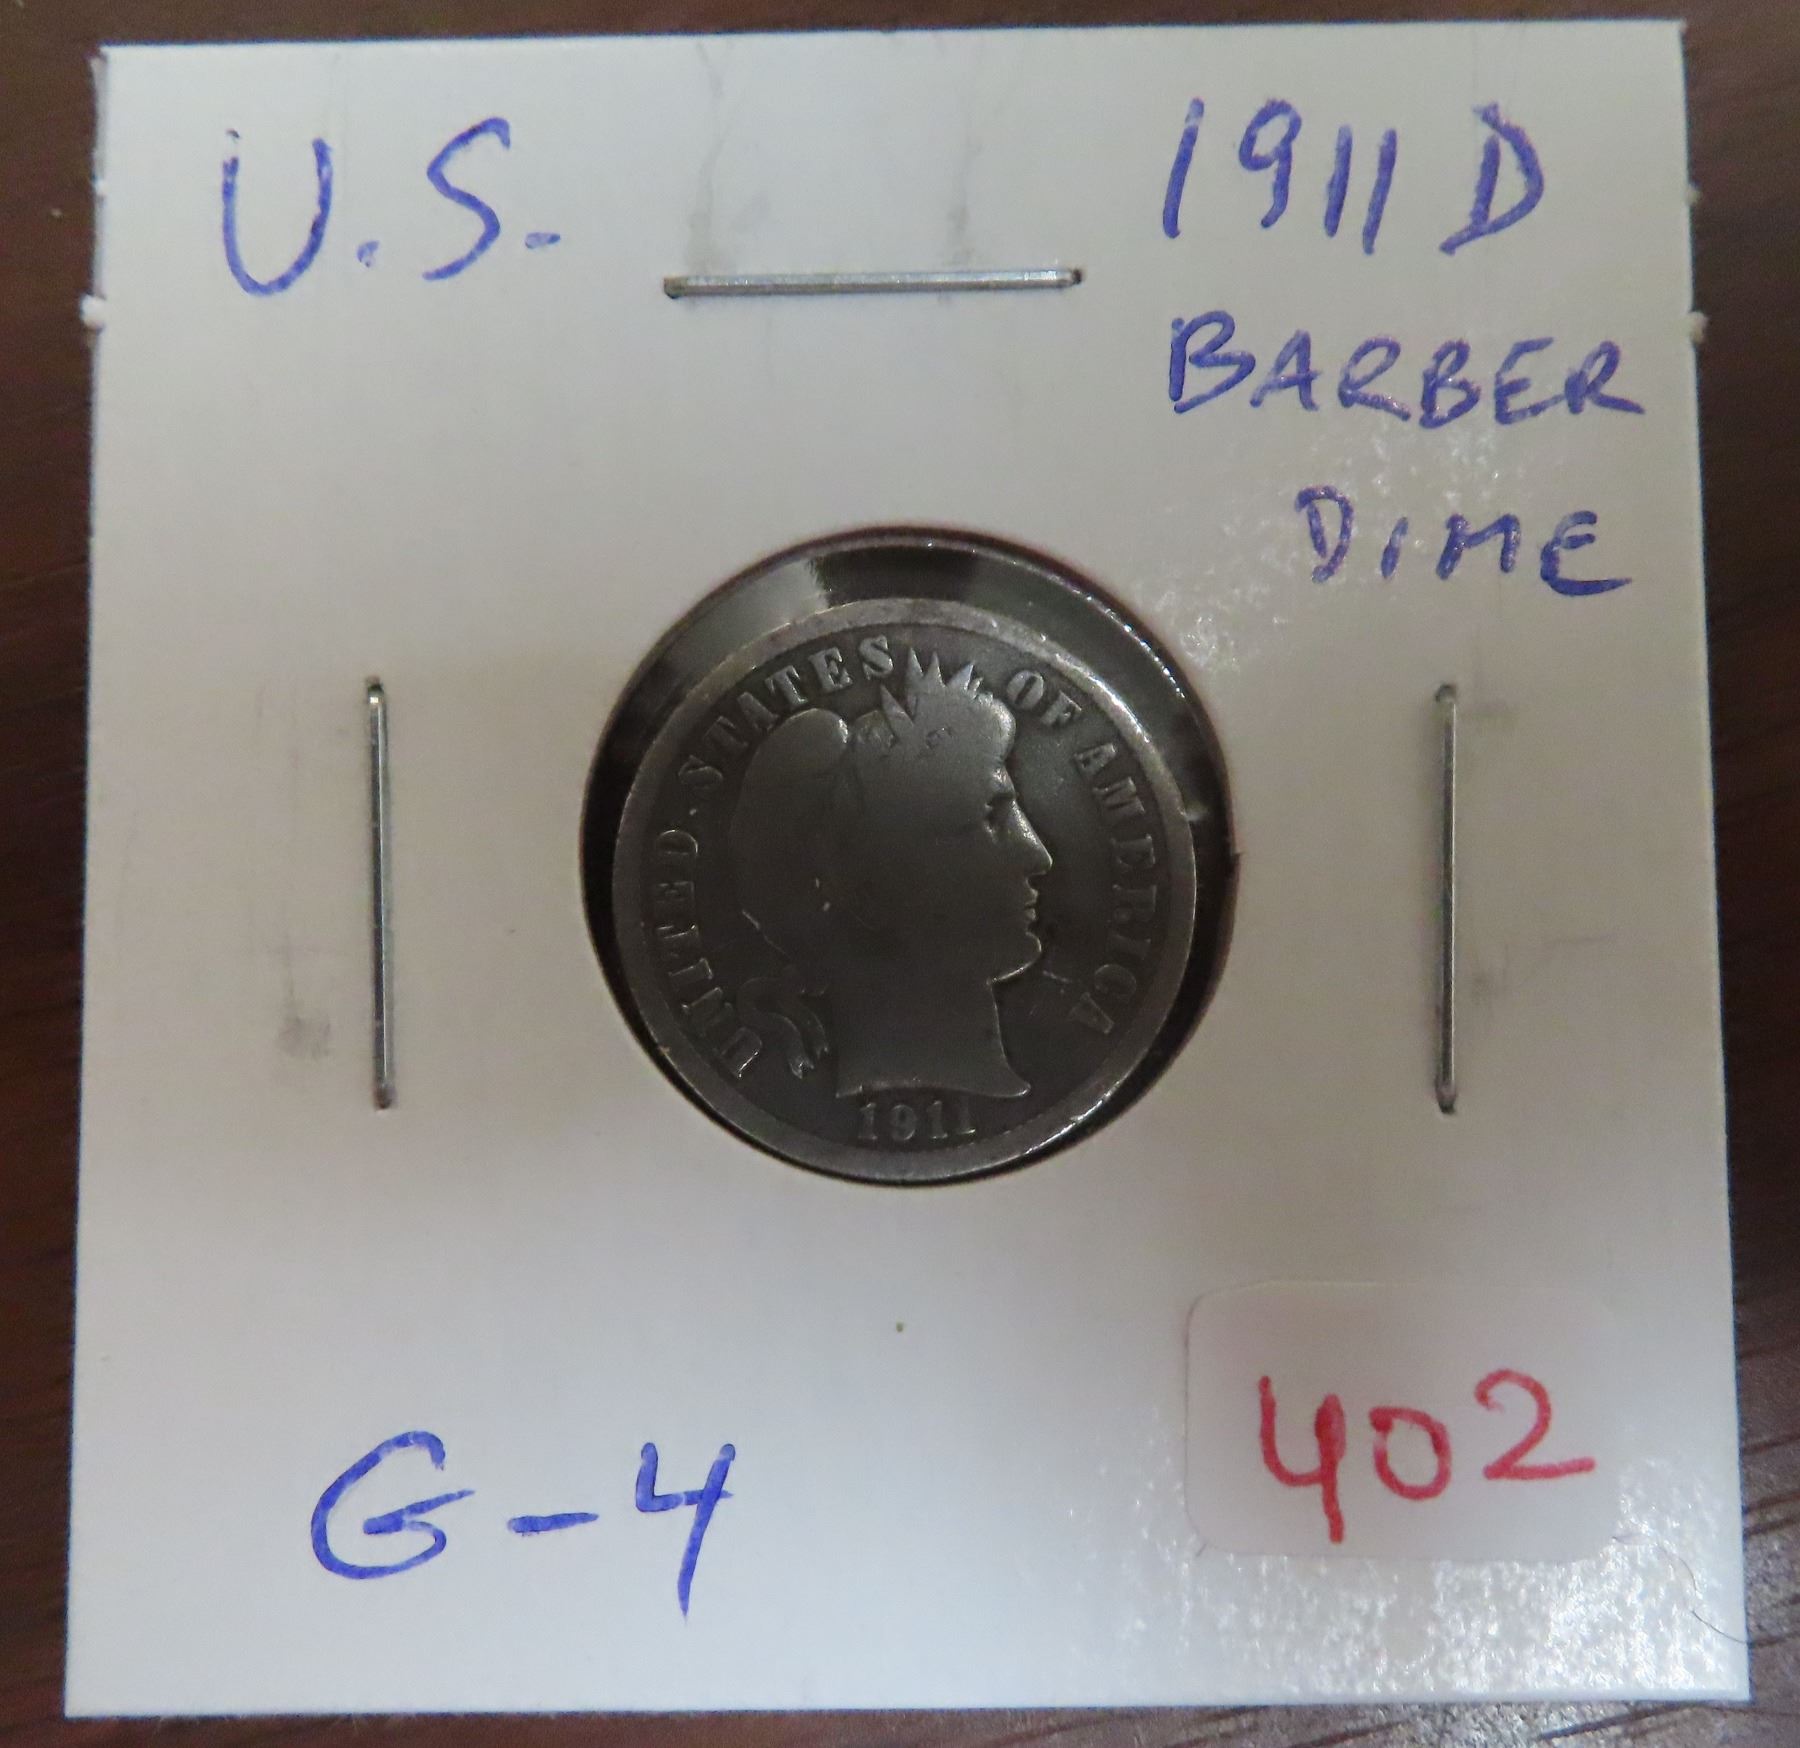 U.S.
1911 D
BARBER
DIME
UNITED STATES OF AMERICA
1911
G-4
402